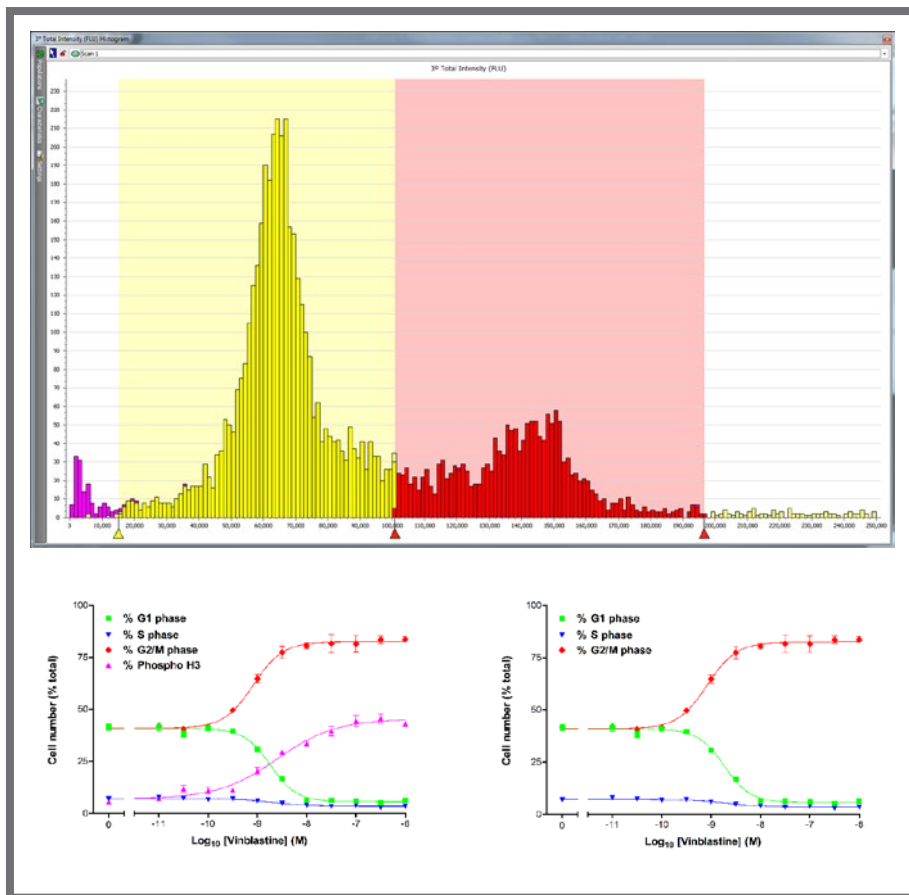 3º Total Intensity (FLU) Histogram
Scan 1
3º Total Intensity (FLU)
Populations
Characteristics
Settings
230
220
210
200
190
180
170
160
150
140
130
120
110
100
90
80
70
60
50
40
30
20
10
0
0 10,000 20,000 30,000 40,000 50,000 60,000 70,000 80,000 90,000 100,000 110,000 120,000 130,000 140,000 150,000 160,000 170,000 180,000 190,000 200,000 210,000 220,000 230,000 240,000 250,000
% G1 phase
% S phase
% G2/M phase
% Phospho H3
Cell number (% total)
100
75
50
25
0
0 -11 -10 -9 -8 -7 -6
Log10 [Vinblastine] (M)
% G1 phase
% S phase
% G2/M phase
Cell number (% total)
100
75
50
25
0
0 -11 -10 -9 -8 -7 -6
Log10 [Vinblastine] (M)